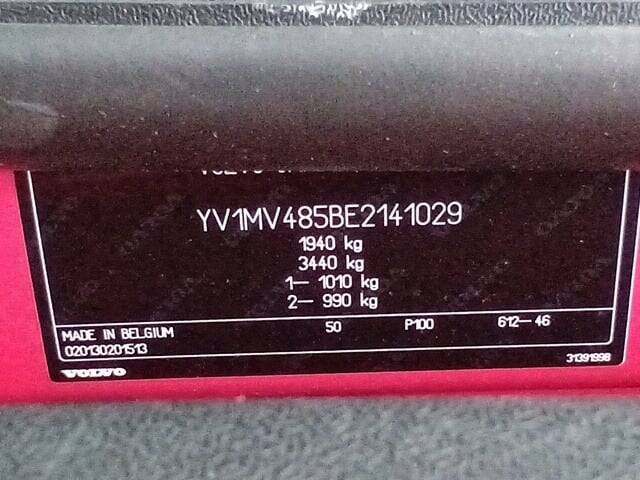 YV1MV485BE2141029
1940 kg
3440 kg
1– 1010 kg
2– 990 kg
50 P100 612–46
MADE IN BELGIUM
020130201513
31391998
VOLVO